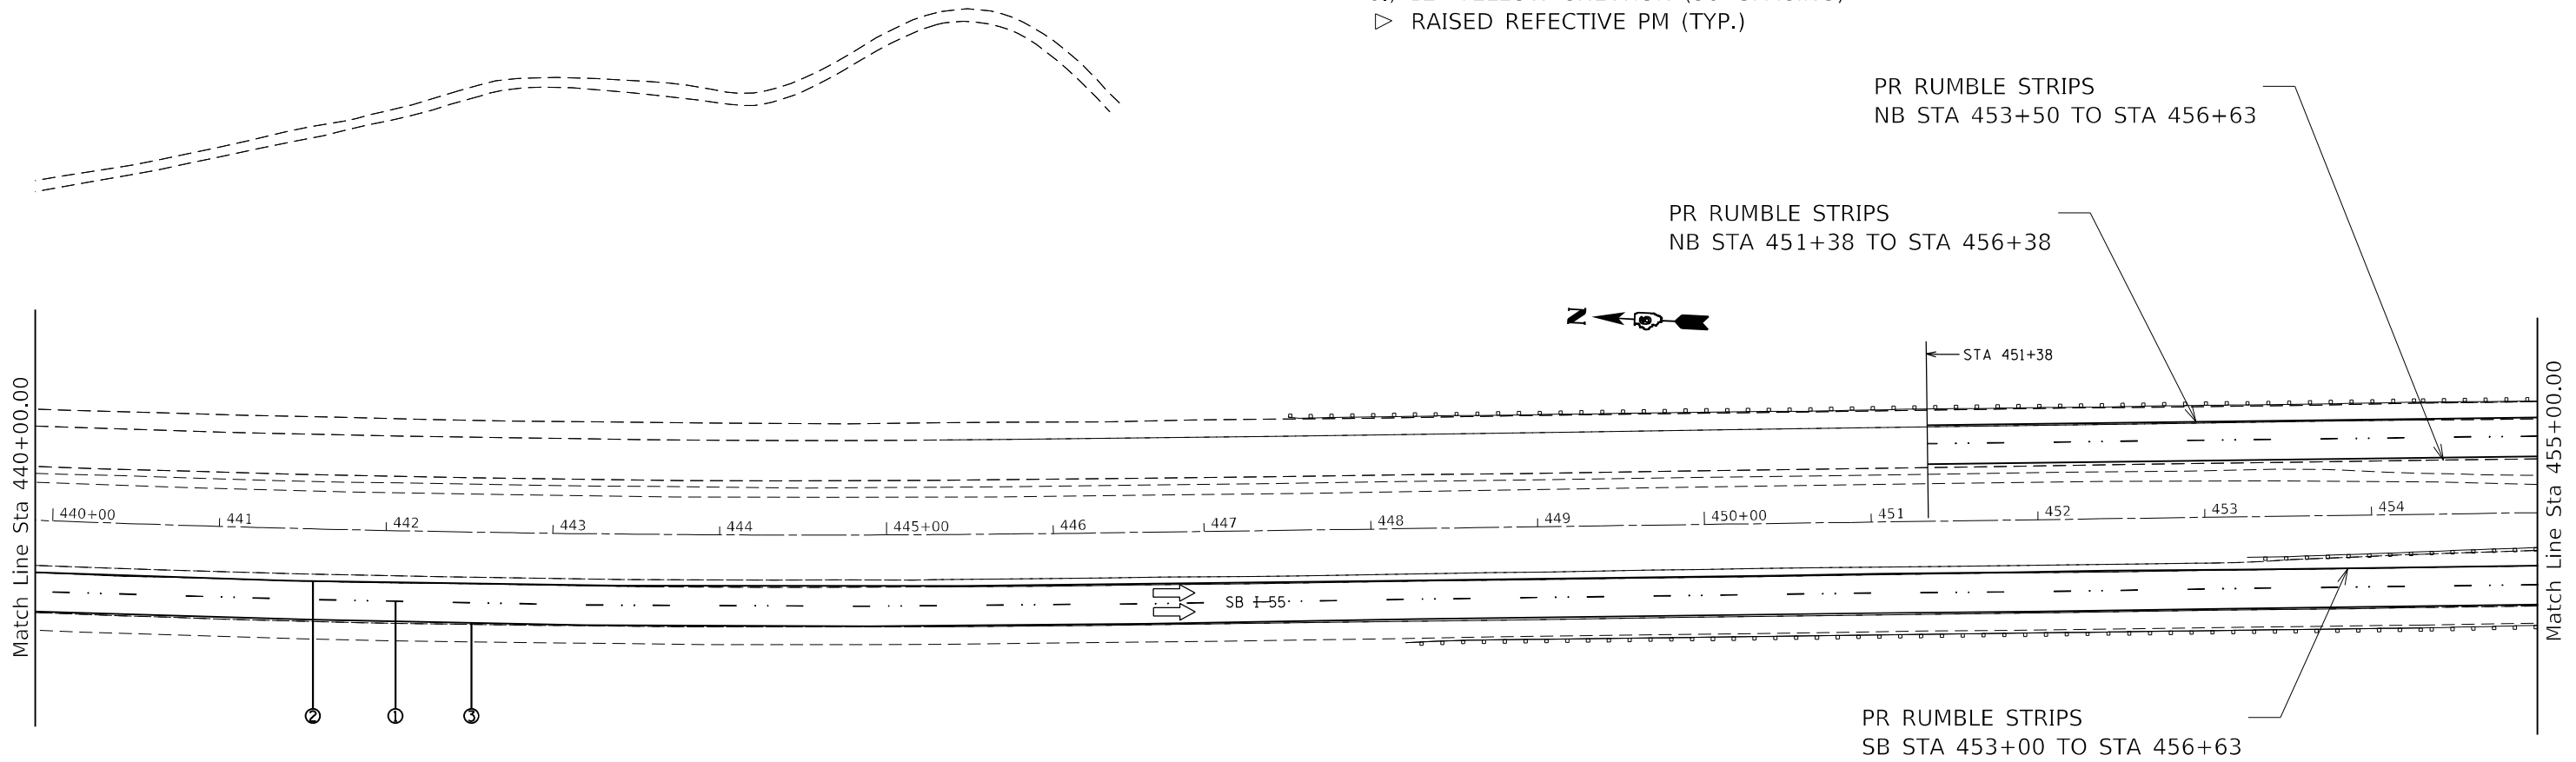 ▷ RAISED REFECTIVE PM (TYP.)
PR RUMBLE STRIPS
NB STA 453+50 TO STA 456+63
PR RUMBLE STRIPS
NB STA 451+38 TO STA 456+38
N
STA 451+38
Match Line Sta 440+00.00
Match Line Sta 455+00.00
440+00
441
442
443
444
445+00
446
447
448
449
450+00
451
452
453
454
SB I-55
② ① ③
PR RUMBLE STRIPS
SB STA 453+00 TO STA 456+63